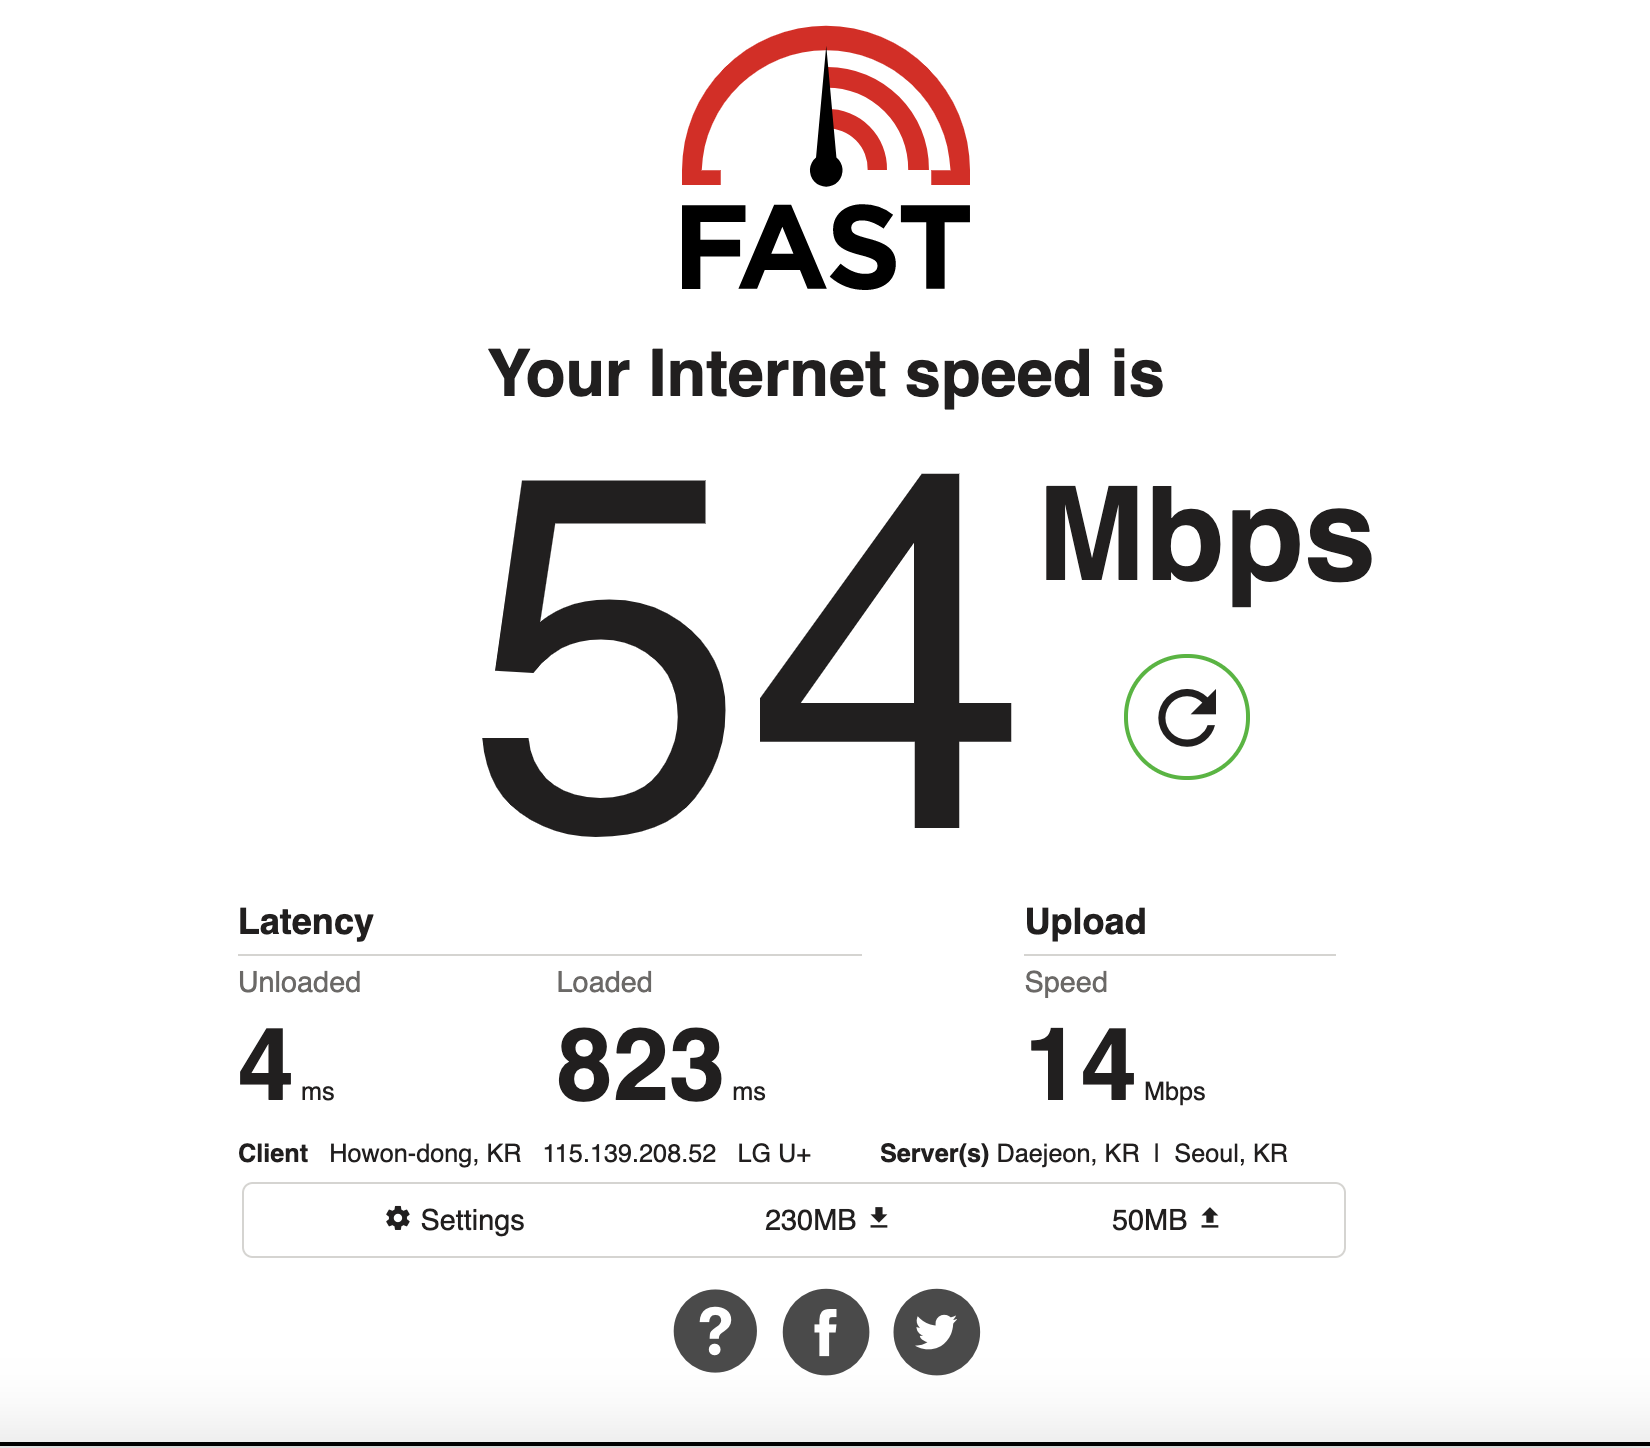 FAST
Your Internet speed is
54 Mbps
Latency Upload
Unloaded Loaded Speed
4 ms 823 ms 14 Mbps
Client Howon-dong, KR 115.139.208.52 LG U+ Server(s) Daejeon, KR | Seoul, KR
Settings 230MB 50MB
?